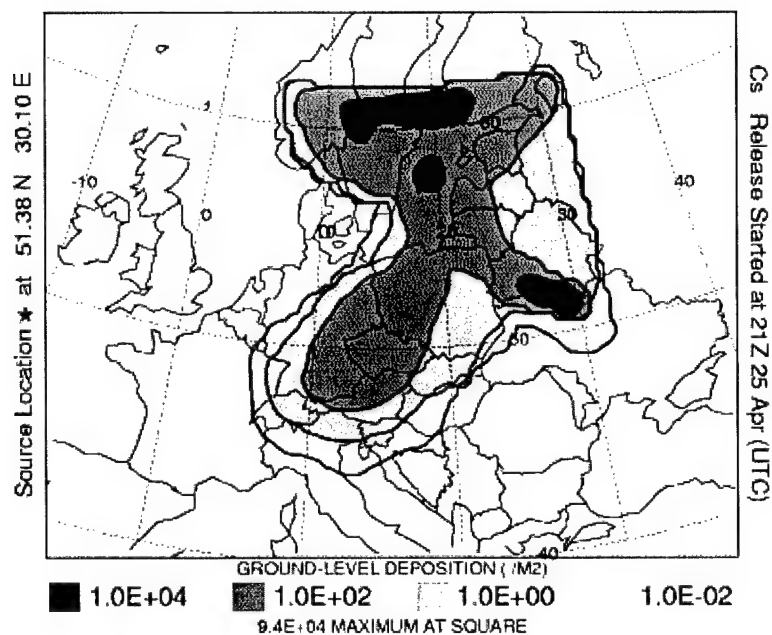 Source Location ★ at 51.38 N 30.10 E
Cs Release Started at 21Z 25 Apr (UTC)
-10
0
40
60
50
50
40
GROUND-LEVEL DEPOSITION ( /M2)
1.0E+04 1.0E+02 1.0E+00 1.0E-02
9.4E+04 MAXIMUM AT SQUARE